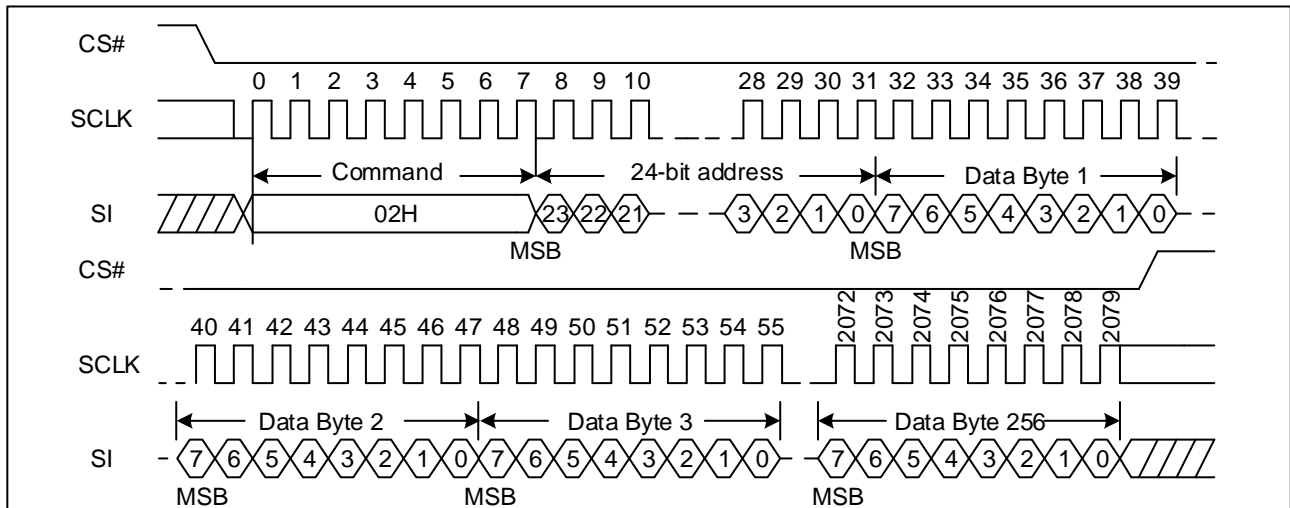 CS#
0 1 2 3 4 5 6 7 8 9 10 28 29 30 31 32 33 34 35 36 37 38 39
SCLK
Command 24-bit address Data Byte 1
SI 02H 23 22 21 3 2 1 0 7 6 5 4 3 2 1 0
MSB MSB
CS#
40 41 42 43 44 45 46 47 48 49 50 51 52 53 54 55 2072 2073 2074 2075 2076 2077 2078 2079
SCLK
Data Byte 2 Data Byte 3 Data Byte 256
SI 7 6 5 4 3 2 1 0 7 6 5 4 3 2 1 0 7 6 5 4 3 2 1 0
MSB MSB MSB